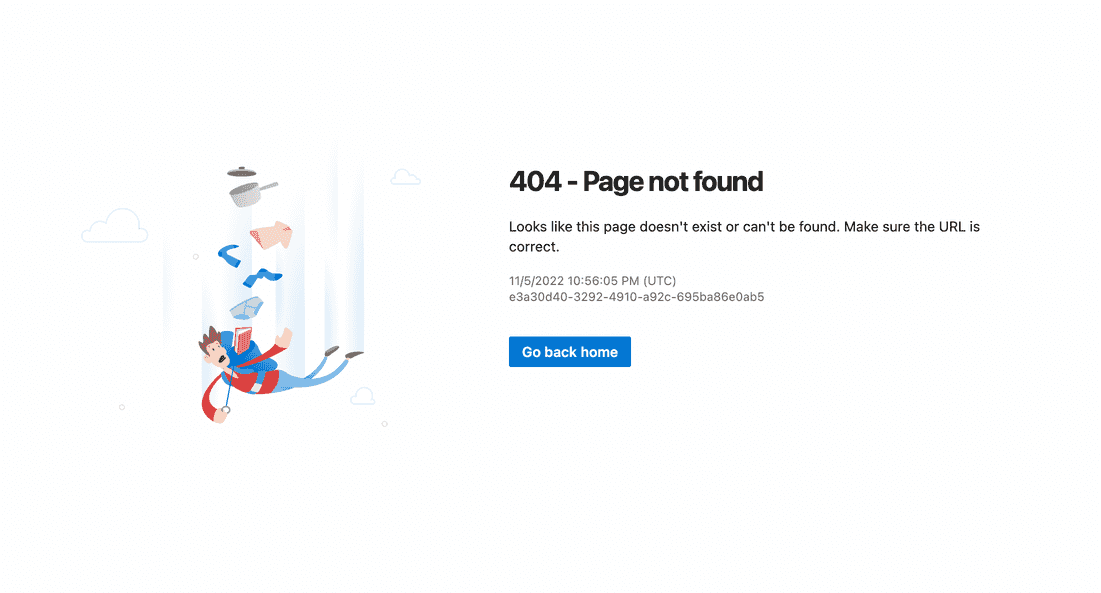 404 - Page not found
Looks like this page doesn't exist or can't be found. Make sure the URL is
correct.
11/5/2022 10:56:05 PM (UTC)
e3a30d40-3292-4910-a92c-695ba86e0ab5
Go back home